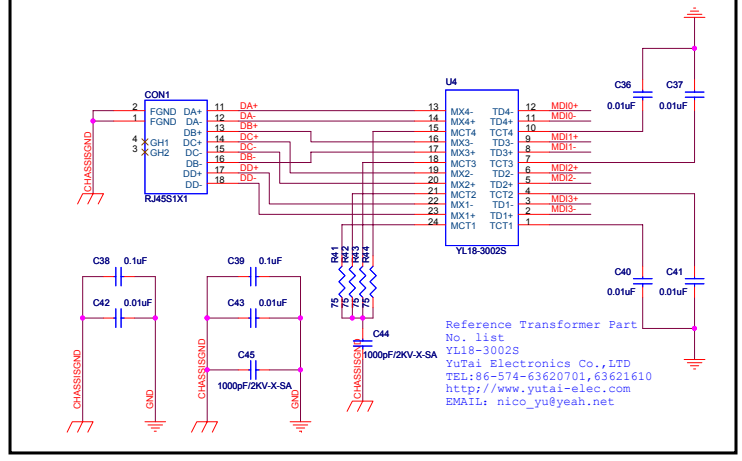 C36
C37
0.01uF
0.01uF
U4
CON1
2 FGND DA+ 11 DA+
1 FGND DA- 12 DA-
DB+ 13 DB+
4 GH1 DC+ 14 DC+
3 GH2 DC- 15 DC-
DB- 16 DB-
DD+ 17 DD+
DD- 18 DD-
RJ45S1X1
CHASSISGND
13 MX4- TD4- 12 MDI0+
14 MX4+ TD4+ 11 MDI0-
15 MCT4 TCT4 10
16 MX3- TD3- 9 MDI1+
17 MX3+ TD3+ 8 MDI1-
18 MCT3 TCT3 7
19 MX2- TD2- 6 MDI2+
20 MX2+ TD2+ 5 MDI2-
21 MCT2 TCT2 4
22 MX1- TD1- 3 MDI3+
23 MX1+ TD1+ 2 MDI3-
24 MCT1 TCT1 1
YL18-3002S
R41
R42
R43
R44
75
75
75
75
C38 0.1uF
C42 0.01uF
CHASSISGND
GND
C39 0.1uF
C43 0.01uF
C45
1000pF/2KV-X-SA
CHASSISGND
GND
C44
1000pF/2KV-X-SA
CHASSISGND
C40
C41
0.01uF
0.01uF
Reference Transformer Part
No. list
YL18-3002S
YuTai Electronics Co.,LTD
TEL:86-574-63620701,63621610
http;//www.yutai-elec.com
EMAIL: nico_yu@yeah.net